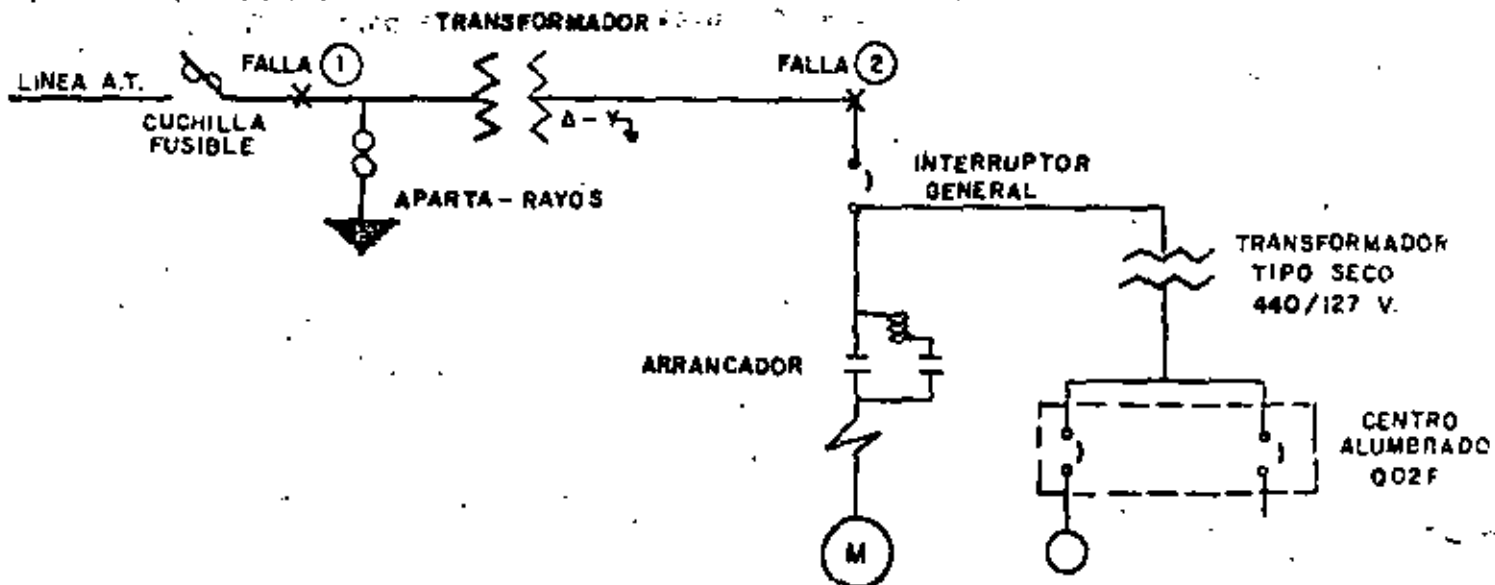 TRANSFORMADOR
LINEA A.T.
FALLA 1
FALLA 2
CUCHILLA
FUSIBLE
Δ-Y
APARTA-RAYOS
INTERRUPTOR
GENERAL
TRANSFORMADOR
TIPO SECO
440/127 V.
ARRANCADOR
CENTRO
ALUMBRADO
QO2F
M